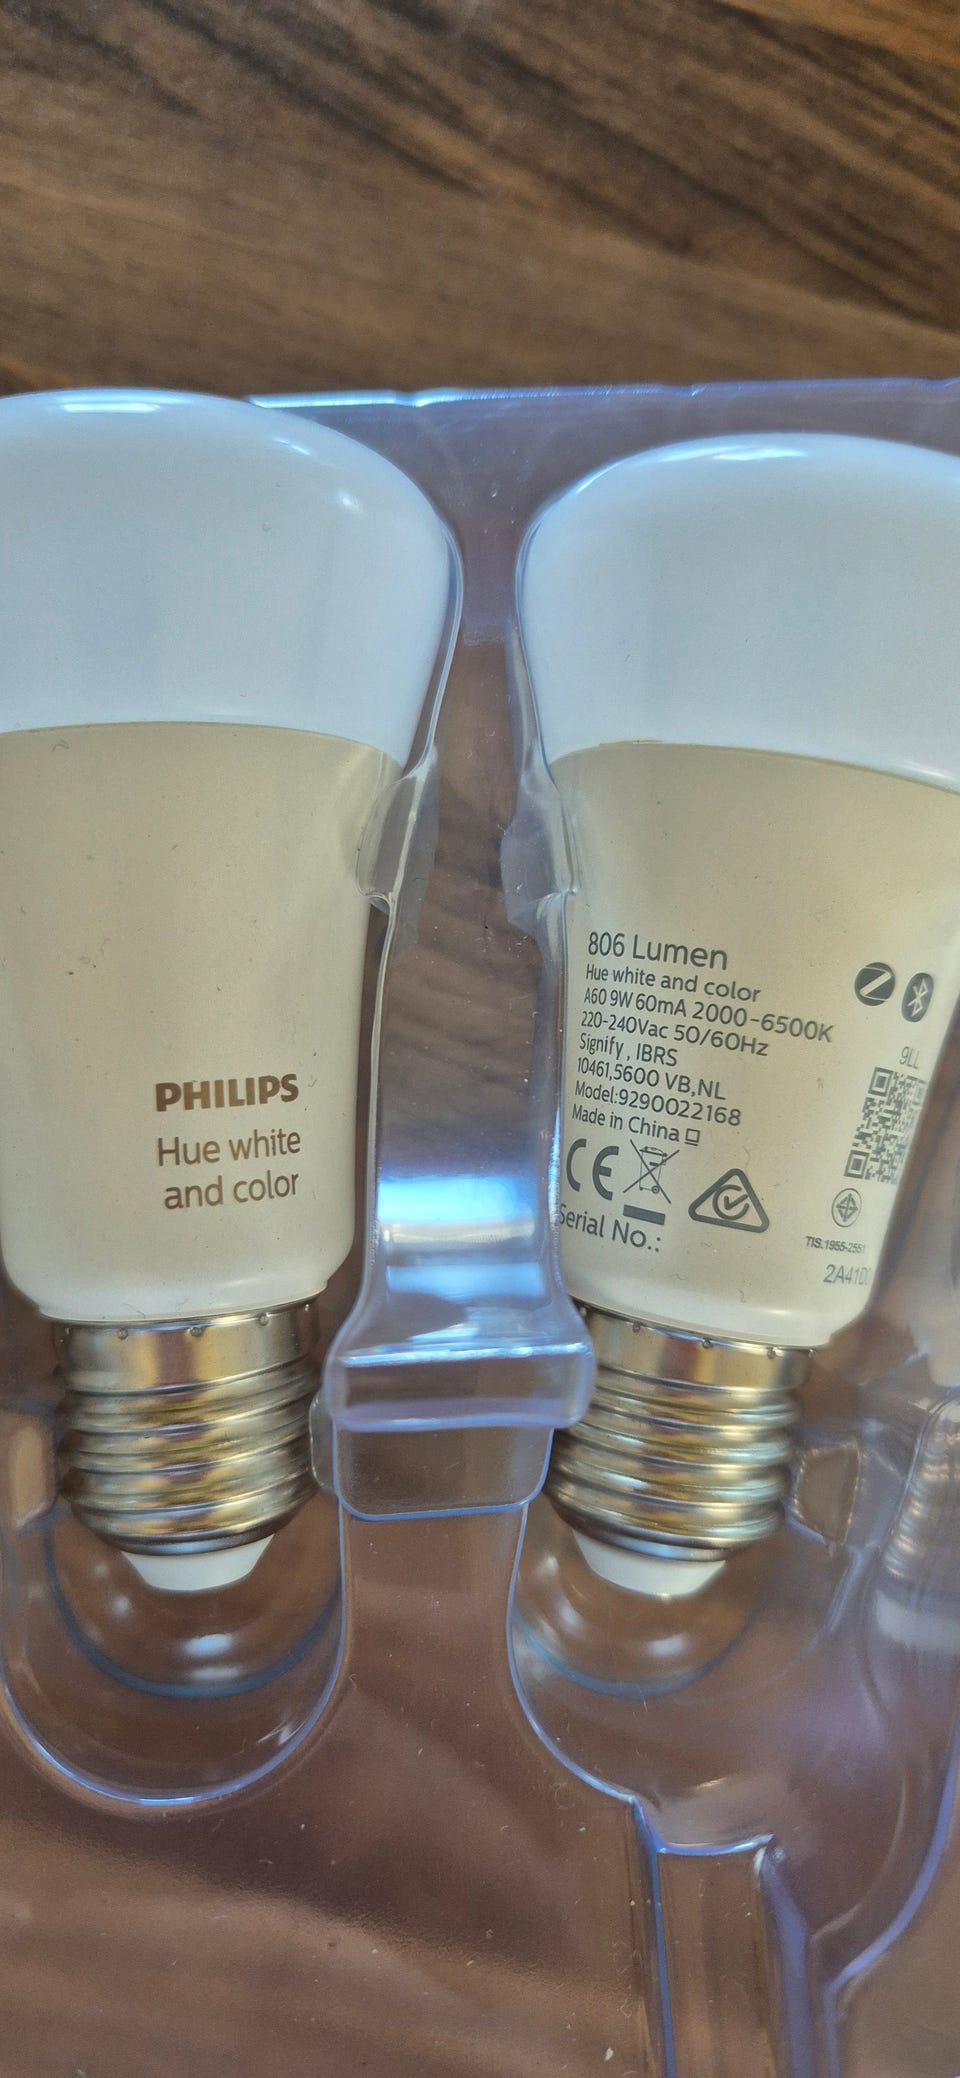 PHILIPS
Hue white
and color
806 Lumen
Hue white and color
A60 9W 60mA 2000-6500K
220-240Vac 50/60Hz
Signify, IBRS
10461,5600 VB,NL
Model:9290022168
Made in China
CE
Serial No.:
9LL
TIS.1955-2551